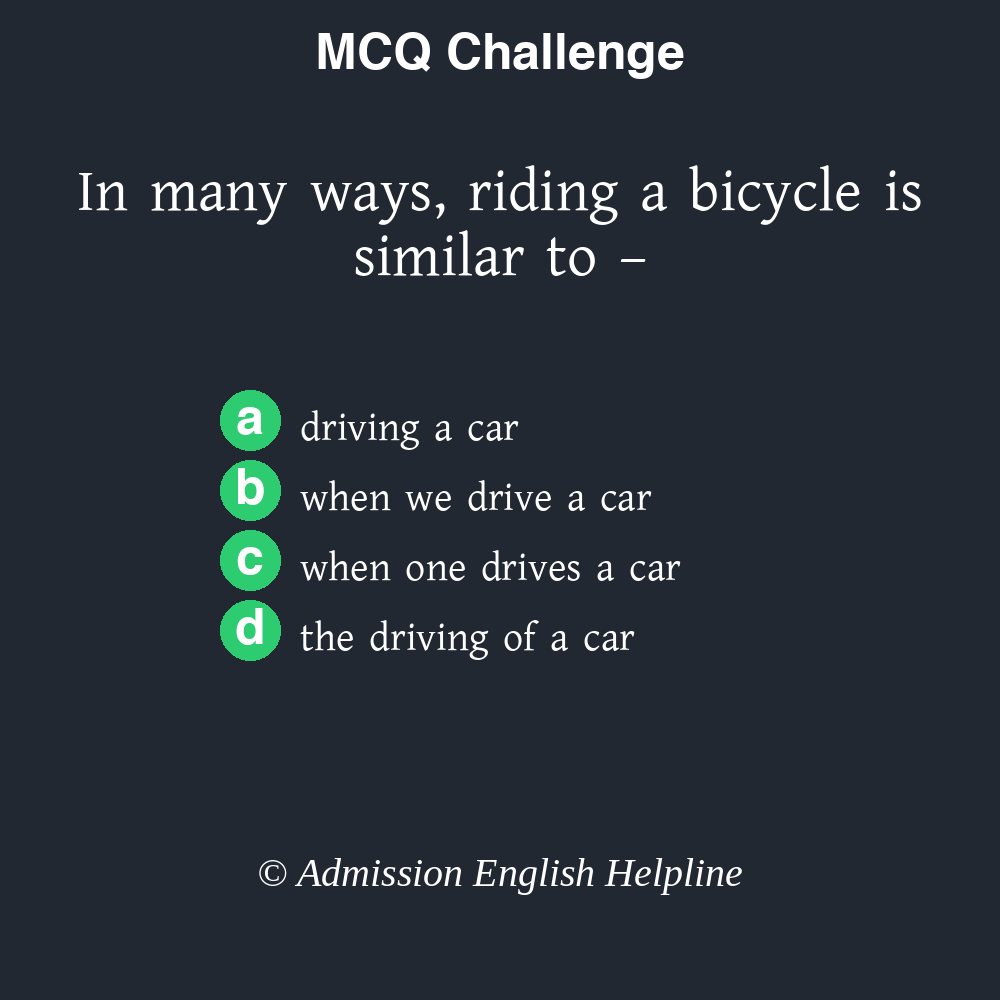 MCQ Challenge
In many ways, riding a bicycle is
similar to –
a driving a car
b when we drive a car
c when one drives a car
d the driving of a car
© Admission English Helpline